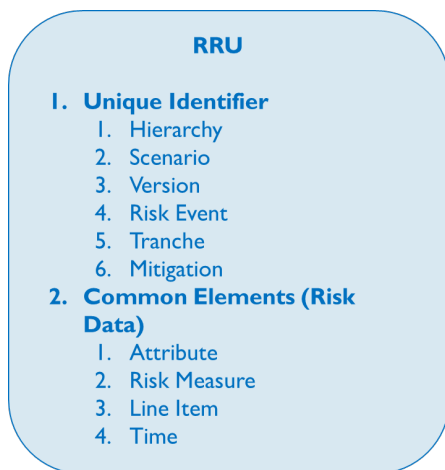 RRU
1. Unique Identifier
1. Hierarchy
2. Scenario
3. Version
4. Risk Event
5. Tranche
6. Mitigation
2. Common Elements (Risk
Data)
1. Attribute
2. Risk Measure
3. Line Item
4. Time